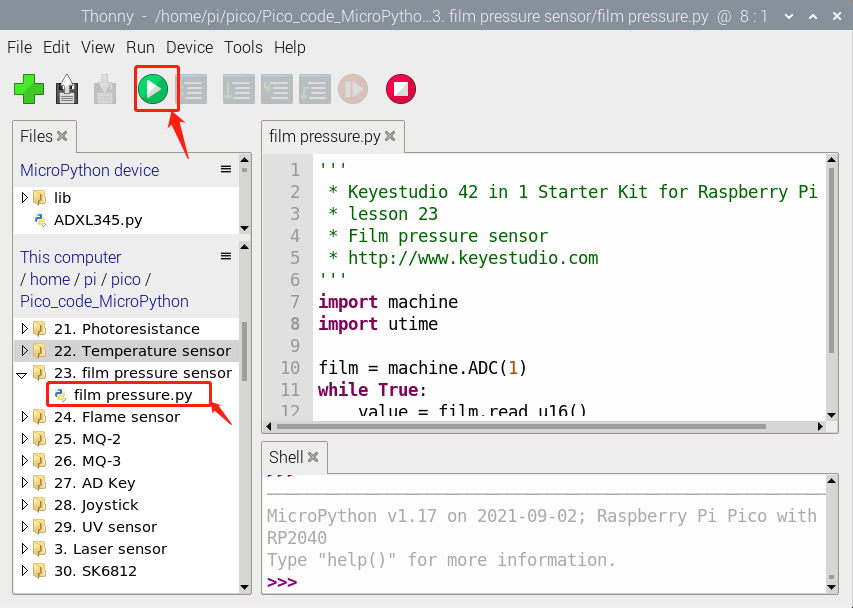 Thonny - /home/pi/pico/Pico_code_MicroPytho...3. film pressure sensor/film pressure.py @ 8 : 1
File Edit View Run Device Tools Help
Files
MicroPython device
lib
ADXL345.py
This computer
/ home / pi / pico /
Pico_code_MicroPython
21. Photoresistance
22. Temperature sensor
23. film pressure sensor
film pressure.py
24. Flame sensor
25. MQ-2
26. MQ-3
27. AD Key
28. Joystick
29. UV sensor
3. Laser sensor
30. SK6812
film pressure.py
1 '''
2 * Keyestudio 42 in 1 Starter Kit for Raspberry Pi
3 * lesson 23
4 * Film pressure sensor
5 * http://www.keyestudio.com
6 '''
7 import machine
8 import utime
9
10 film = machine.ADC(1)
11 while True:
12 value = film.read_u16()
Shell
>>>
MicroPython v1.17 on 2021-09-02; Raspberry Pi Pico with
RP2040
Type "help()" for more information.
>>>